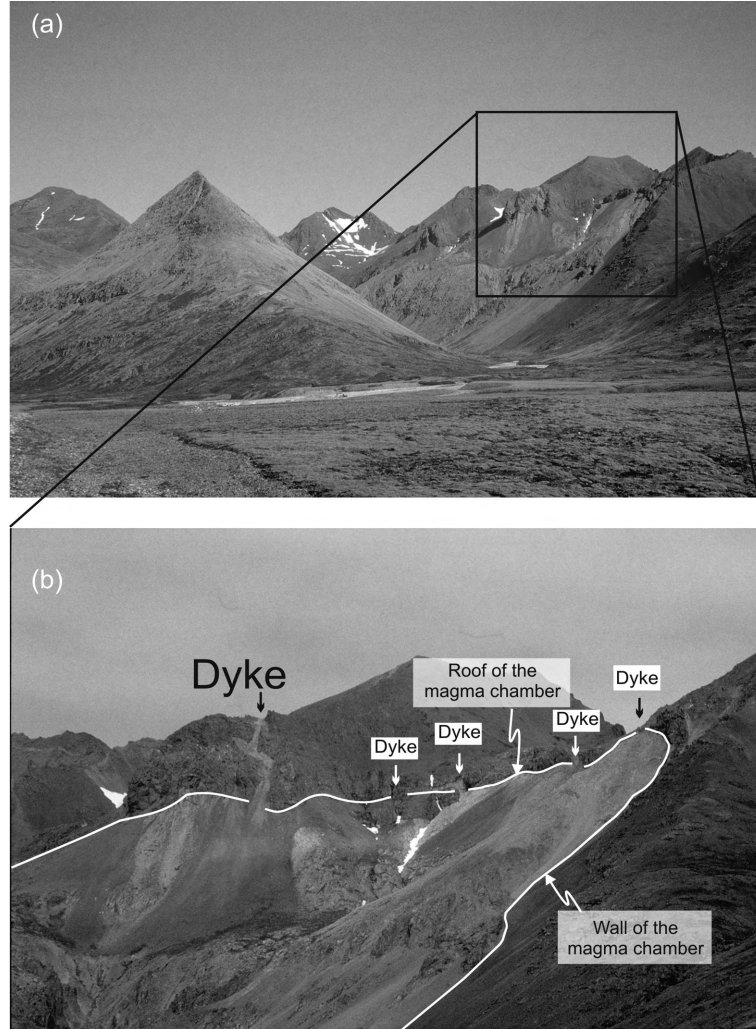 (a)
(b)
Dyke
Roof of the
magma chamber
Dyke
Dyke
Dyke
Dyke
Wall of the
magma chamber